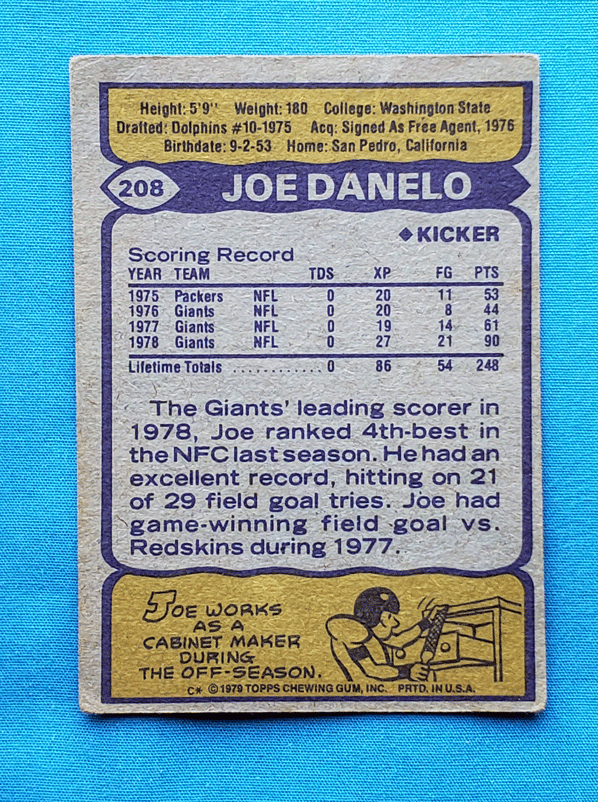 Height: 5'9'' Weight: 180 College: Washington State
Drafted: Dolphins #10-1975 Acq: Signed As Free Agent, 1976
Birthdate: 9-2-53 Home: San Pedro, California
208 JOE DANELO
◆KICKER
Scoring Record
YEAR TEAM TDS XP FG PTS
1975 Packers NFL 0 20 11 53
1976 Giants NFL 0 20 8 44
1977 Giants NFL 0 19 14 61
1978 Giants NFL 0 27 21 90
Lifetime Totals ............ 0 86 54 248
The Giants' leading scorer in
1978, Joe ranked 4th-best in
the NFC last season. He had an
excellent record, hitting on 21
of 29 field goal tries. Joe had
game-winning field goal vs.
Redskins during 1977.
JOE WORKS
AS A
CABINET MAKER
DURING
THE OFF-SEASON.
C* © 1979 TOPPS CHEWING GUM, INC. PRTD. IN U.S.A.